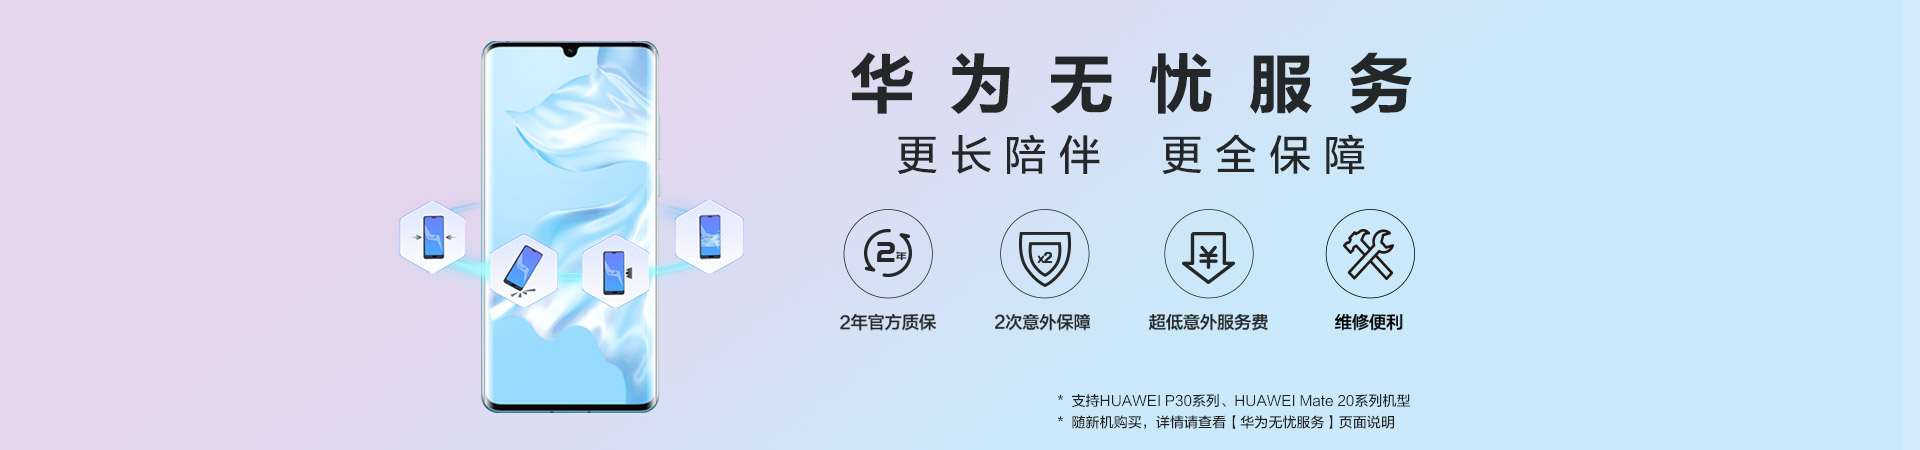 华为无忧服务
更长陪伴 更全保障
2年
x2
¥
2年官方质保 2次意外保障 超低意外服务费 维修便利
* 支持HUAWEI P30系列、HUAWEI Mate 20系列机型
* 随新机购买，详情请查看【华为无忧服务】页面说明